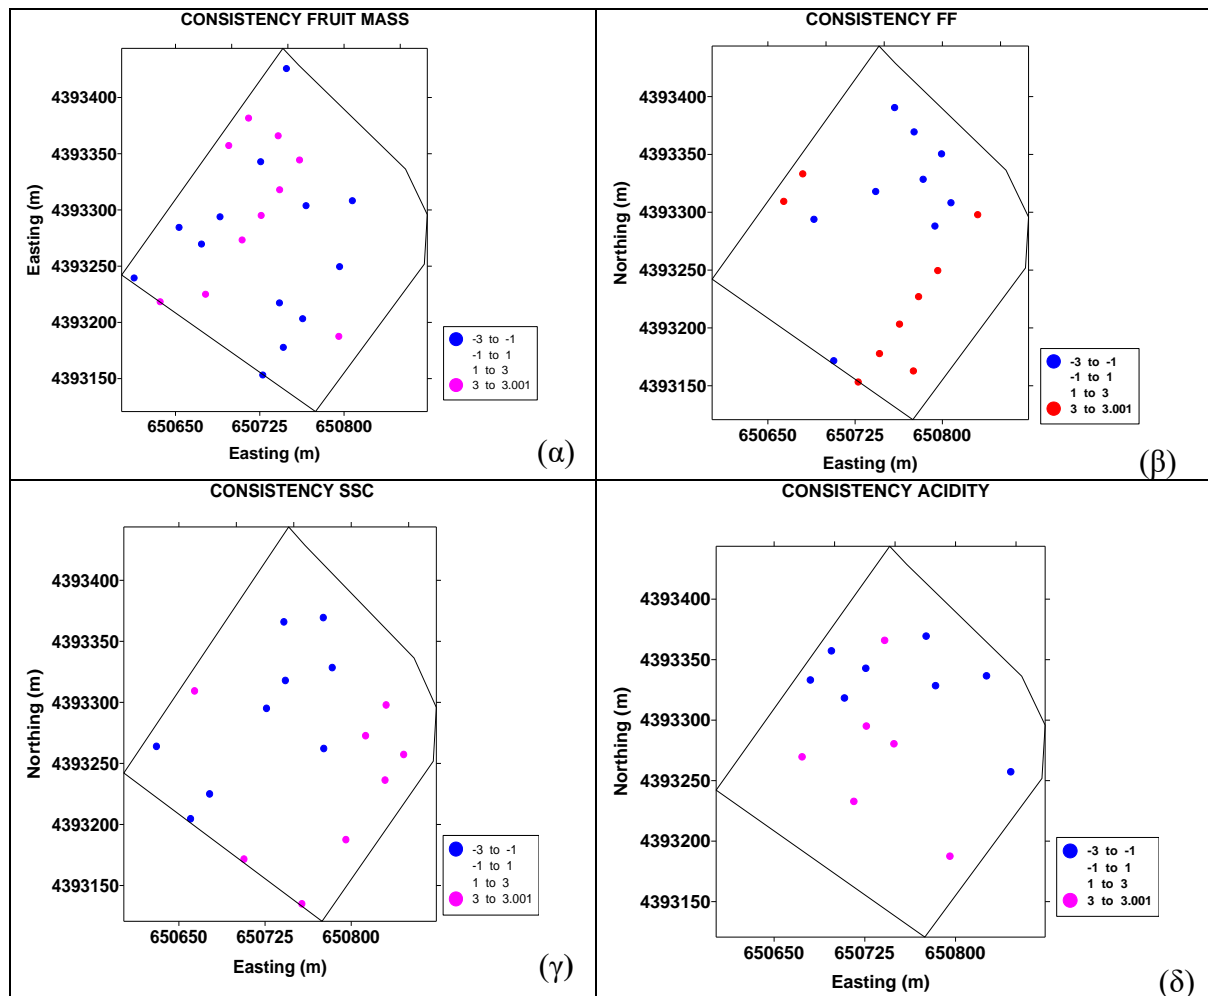 CONSISTENCY FRUIT MASS
4393400
4393350
4393300
4393250
4393200
4393150
Easting (m)
650650 650725 650800
Easting (m)
-3 to -1
-1 to 1
1 to 3
3 to 3.001
(α)
CONSISTENCY FF
4393400
4393350
4393300
4393250
4393200
4393150
Northing (m)
650650 650725 650800
Easting (m)
-3 to -1
-1 to 1
1 to 3
3 to 3.001
(β)
CONSISTENCY SSC
4393400
4393350
4393300
4393250
4393200
4393150
Northing (m)
650650 650725 650800
Easting (m)
-3 to -1
-1 to 1
1 to 3
3 to 3.001
(γ)
CONSISTENCY ACIDITY
4393400
4393350
4393300
4393250
4393200
4393150
Northing (m)
650650 650725 650800
Easting (m)
-3 to -1
-1 to 1
1 to 3
3 to 3.001
(δ)